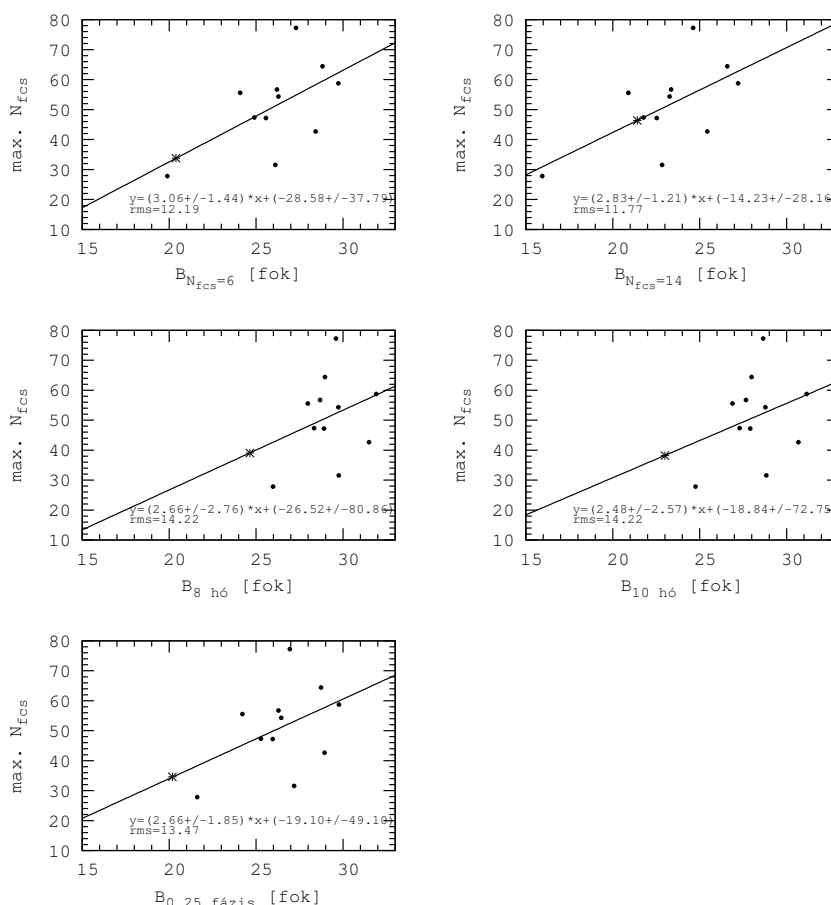 80
70
60
50
40
30
20
10
max. N_fcs
y=(3.06+/-1.44)*x+(-28.58+/-37.79)
rms=12.19
15 20 25 30
B_N_fcs=6 [fok]
80
70
60
50
40
30
20
10
max. N_fcs
y=(2.83+/-1.21)*x+(-14.23+/-28.16
rms=11.77
15 20 25 30
B_N_fcs=14 [fok]
80
70
60
50
40
30
20
10
max. N_fcs
y=(2.66+/-2.76)*x+(-26.52+/-80.86)
rms=14.22
15 20 25 30
B_8 hó [fok]
80
70
60
50
40
30
20
10
max. N_fcs
y=(2.48+/-2.57)*x+(-18.84+/-72.75
rms=14.22
15 20 25 30
B_10 hó [fok]
80
70
60
50
40
30
20
10
max. N_fcs
y=(2.66+/-1.85)*x+(-19.10+/-49.10)
rms=13.47
15 20 25 30
B_0.25 fázis [fok]